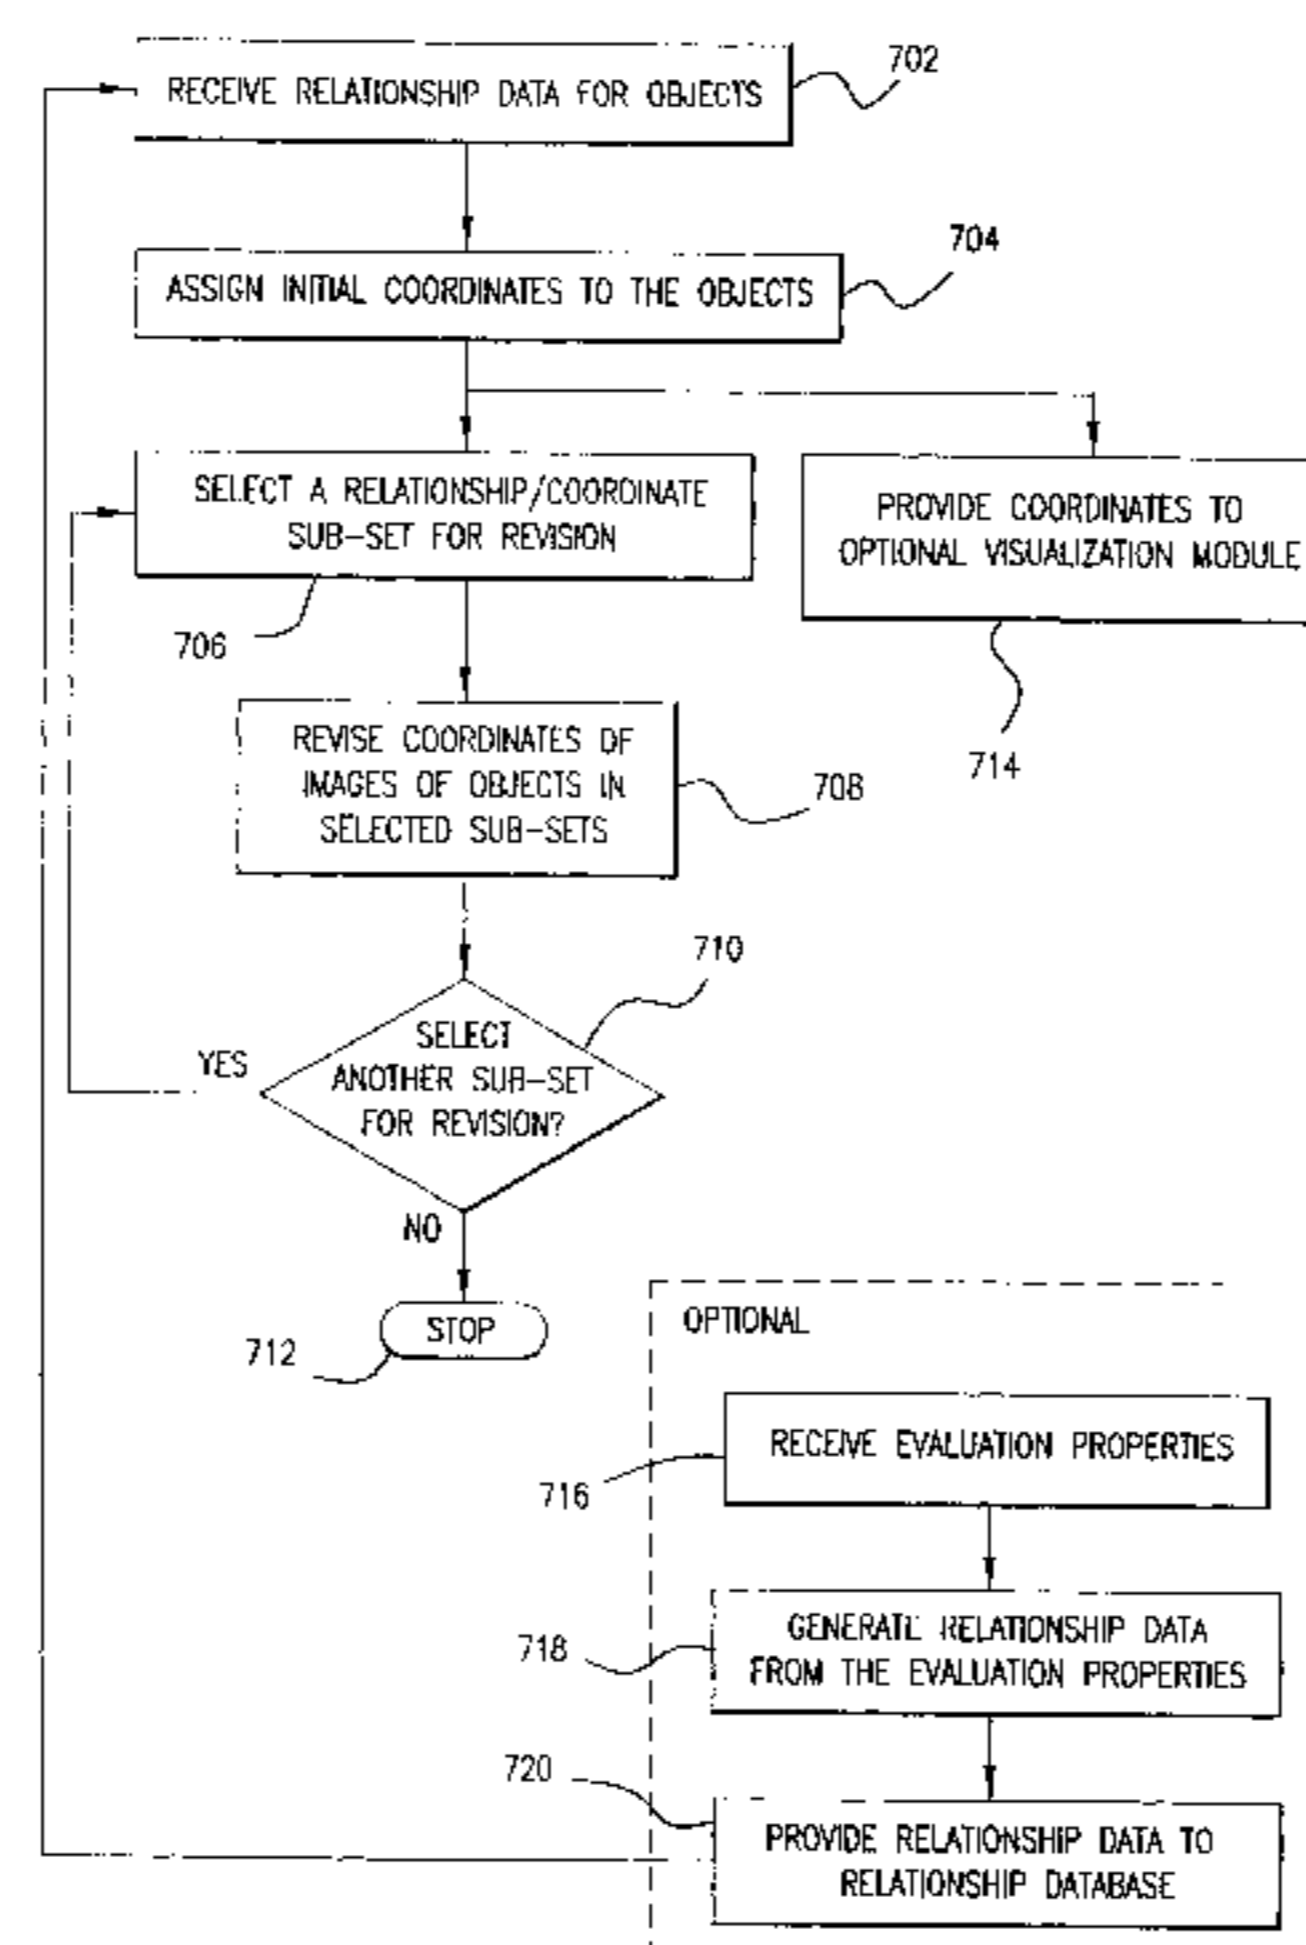 RECEIVE RELATIONSHIP DATA FOR OBJECTS
702
ASSIGN INITIAL COORDINATES TO THE OBJECTS
704
SELECT A RELATIONSHIP/COORDINATE
SUB-SET FOR REVISION
706
PROVIDE COORDINATES TO
OPTIONAL VISUALIZATION MODULE
714
REVISE COORDINATES OF
IMAGES OF OBJECTS IN
SELECTED SUB-SETS
708
SELECT
ANOTHER SUB-SET
FOR REVISION?
710
YES
NO
STOP
712
OPTIONAL
RECEIVE EVALUATION PROPERTIES
716
GENERATE RELATIONSHIP DATA
FROM THE EVALUATION PROPERTIES
718
PROVIDE RELATIONSHIP DATA TO
RELATIONSHIP DATABASE
720